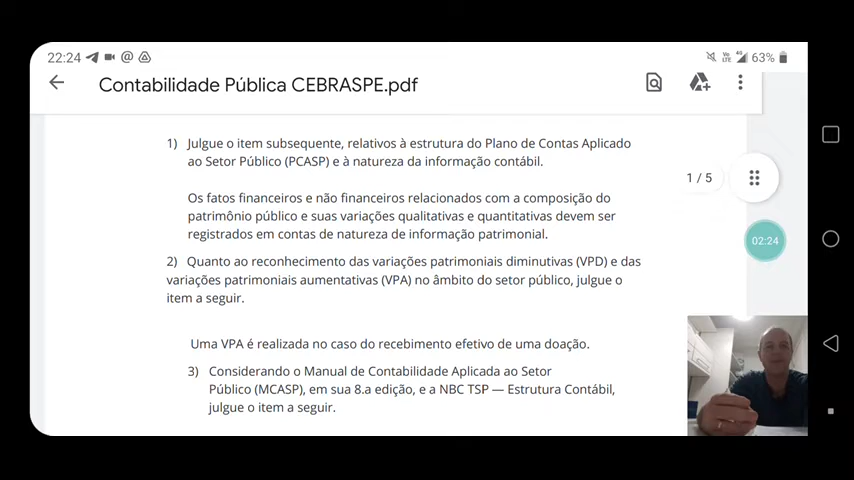 22:24 @ Vo LTE 4G 63%
Contabilidade Pública CEBRASPE.pdf
1) Julgue o item subsequente, relativos à estrutura do Plano de Contas Aplicado
ao Setor Público (PCASP) e à natureza da informação contábil.
1 / 5
Os fatos financeiros e não financeiros relacionados com a composição do
patrimônio público e suas variações qualitativas e quantitativas devem ser
registrados em contas de natureza de informação patrimonial.
02:24
2) Quanto ao reconhecimento das variações patrimoniais diminutivas (VPD) e das
variações patrimoniais aumentativas (VPA) no âmbito do setor público, julgue o
item a seguir.
Uma VPA é realizada no caso do recebimento efetivo de uma doação.
3) Considerando o Manual de Contabilidade Aplicada ao Setor
Público (MCASP), em sua 8.a edição, e a NBC TSP — Estrutura Contábil,
julgue o item a seguir.